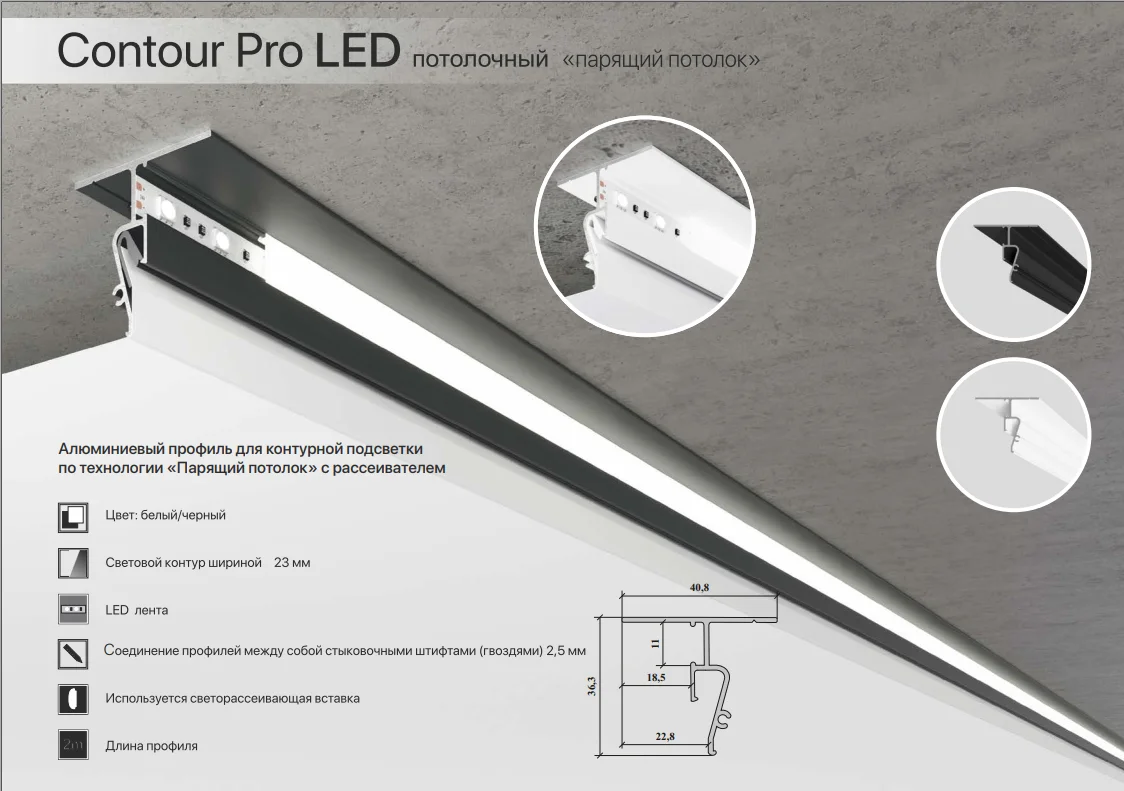 Contour Pro LED потолочный «парящий потолок»
Алюминиевый профиль для контурной подсветки
по технологии «Парящий потолок» с рассеивателем
Цвет: белый/черный
Световой контур шириной 23 мм
LED лента
Соединение профилей между собой стыковочными штифтами (гвоздями) 2,5 мм
Используется светорассеивающая вставка
2m Длина профиля
40,8
11
18,5
36,3
22,8